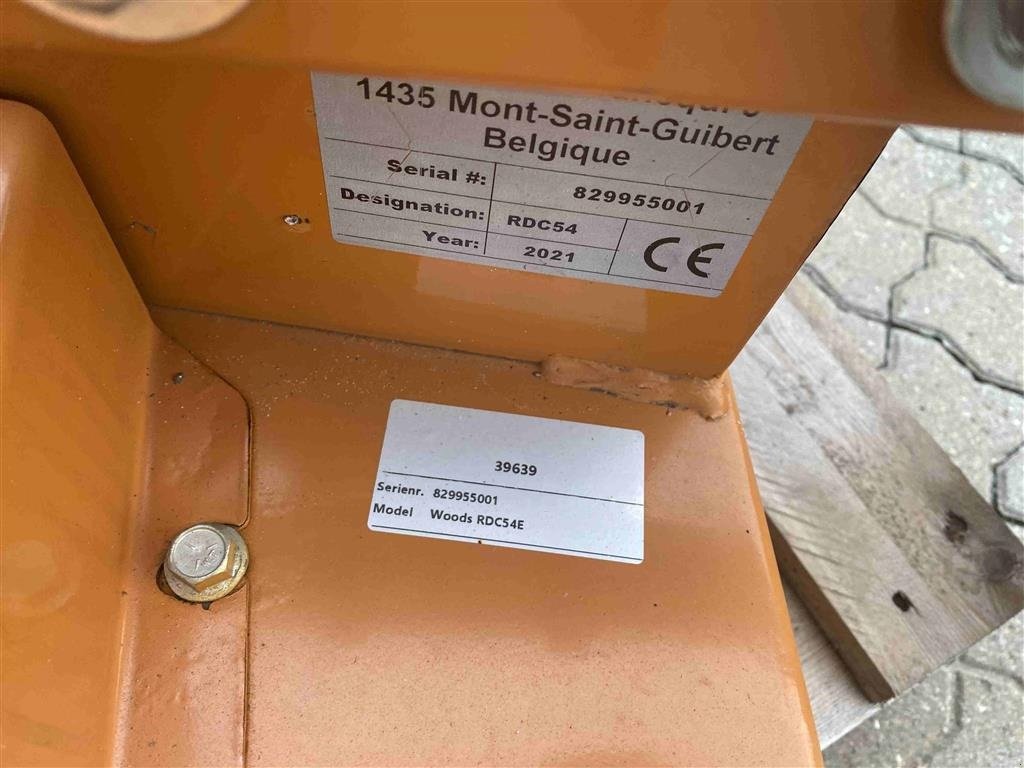 1435 Mont-Saint-Guibert
Belgique
Serial #: 829955001
Designation: RDC54
Year: 2021
CE
39639
Serienr. 829955001
Model Woods RDC54E